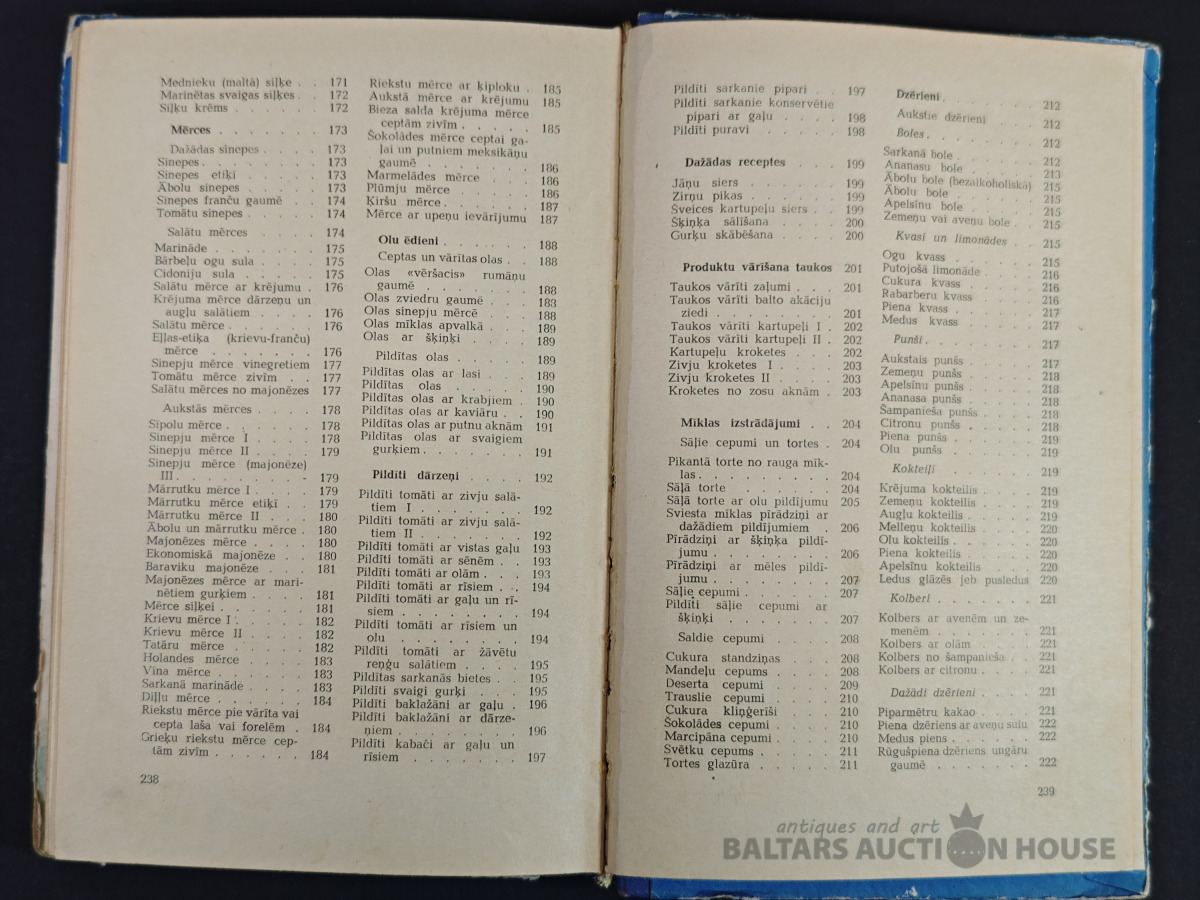 Mednieku (maltā) siļķe . . 171
Marinētas svaigas siļķes . . 172
Siļķu krēms . . . . . . 172
Mērces . . . . . . . 173
Dažādas sinepes . . . . 173
Sinepes . . . . . . . . 173
Sinepes etiķī . . . . . 173
Ābolu sinepes . . . . . 173
Sinepes franču gaumē . . 174
Tomātu sinepes . . . . . 174
Salātu mērces . . . . 174
Marināde . . . . . . . 175
Bārbeļu ogu sula . . . . 175
Cidoniju sula . . . . . 175
Salātu mērce ar krējumu . 176
Krējuma mērce dārzeņu un
augļu salātiem . . . . 176
Salātu mērce . . . . . . 176
Eļļas-etiķa (krievu-franču)
mērce . . . . . . . 176
Sinepju mērce vinegretiem 177
Tomātu mērce zivīm . . 177
Salātu mērces no majonēzes 177
Aukstās mērces . . . . 178
Sīpolu mērce . . . . . . 178
Sinepju mērce I . . . . 178
Sinepju mērce II . . . . 179
Sinepju mērce (majonēze)
III . . . . . . . . . 179
Mārrutku mērce I . . . . 179
Mārrutku mērce etiķī . . 179
Mārrutku mērce II . . . 180
Ābolu un mārrutku mērce . 180
Majonēzes mērce . . . . 180
Ekonomiskā majonēze . . 180
Baraviku majonēze . . . 181
Majonēzes mērce ar mari-
nētiem gurķiem . . . . 181
Mērce siļķei . . . . . . 181
Krievu mērce I . . . . . 182
Krievu mērce II . . . . 182
Tatāru mērce . . . . . 182
Holandes mērce . . . . 183
Vīna mērce . . . . . . 183
Sarkanā marināde . . . . 183
Diļļu mērce . . . . . . 184
Riekstu mērce pie vārīta vai
cepta laša vai forelēm . 184
Grieķu riekstu mērce cep-
tām zivīm . . . . . . 184
238
Riekstu mērce ar ķiploku . 185
Aukstā mērce ar krējumu 185
Bieza salda krējuma mērce
ceptām zivīm . . . . . 185
Šokolādes mērce ceptai ga-
ļai un putniem meksikāņu
gaumē . . . . . . . 186
Marmelādes mērce . . . 186
Plūmju mērce . . . . . 186
Ķiršu mērce . . . . . . 187
Mērce ar upeņu ievārījumu 187
Olu ēdieni . . . . . . 188
Ceptas un vārītas olas . . 188
Olas «vēršacis» rumāņu
gaumē . . . . . . . 188
Olas zviedru gaumē . . . 188
Olas sinepju mērcē . . . 188
Olas mīklas apvalkā . . 189
Olas ar šķiņķi . . . . . 189
Pildītas olas . . . . . 189
Pildītas olas ar lasi . . . 189
Pildītas olas . . . . . 190
Pildītas olas ar krabjiem . 190
Pildītas olas ar kaviāru . . 190
Pildītas olas ar putnu aknām 191
Pildītas olas ar svaigiem
gurķiem . . . . . . . 191
Pildīti dārzeņi . . . . 192
Pildīti tomāti ar zivju salā-
tiem I . . . . . . . 192
Pildīti tomāti ar zivju salā-
tiem II . . . . . . . 192
Pildīti tomāti ar vistas gaļu 193
Pildīti tomāti ar sēnēm . . 193
Pildīti tomāti ar olām . . . 193
Pildīti tomāti ar rīsiem . . 194
Pildīti tomāti ar gaļu un rī-
siem . . . . . . . . 194
Pildīti tomāti ar rīsiem un
olu . . . . . . . . 194
Pildīti tomāti ar žāvētu
reņģu salātiem . . . . 195
Pildītas sarkanās bietes . . 195
Pildīti svaigi gurķi . . . 195
Pildīti baklažāni ar gaļu . 196
Pildīti baklažāni ar dārze-
ņiem . . . . . . . . 196
Pildīti kabači ar gaļu un
rīsiem . . . . . . . 197
Pildīti sarkanie pipari . . 197
Pildīti sarkanie konservētie
pipari ar gaļu . . . . 198
Pildīti puravi . . . . . 198
Dažādas receptes . . . 199
Jāņu siers . . . . . . 199
Zirņu pikas . . . . . . 199
Šveices kartupeļu siers . . 199
Šķiņķa sālīšana . . . . 200
Gurķu skābēšana . . . . 200
Produktu vārīšana taukos 201
Taukos vārīti zaļumi . . . 201
Taukos vārīti balto akāciju
ziedi . . . . . . . . 201
Taukos vārīti kartupeļi I . 202
Taukos vārīti kartupeļi II . 202
Kartupeļu kroketes . . . 202
Zivju kroketes I . . . . 203
Zivju kroketes II . . . . 203
Kroketes no zosu aknām . 203
Mīklas izstrādājumi . . 204
Sāļie cepumi un tortes . 204
Pikantā torte no rauga mīk-
las . . . . . . . . . 204
Sāļā torte . . . . . . . 204
Sāļā torte ar olu pildījumu 205
Sviesta mīklas pīrādziņi ar
dažādiem pildījumiem . 206
Pīrādziņi ar šķiņķa pildī-
jumu . . . . . . . . 206
Pīrādziņi ar mēles pildī-
jumu . . . . . . . . 207
Sāļie cepumi . . . . . . 207
Pildīti sāļie cepumi ar
šķiņķi . . . . . . . 207
Saldie cepumi . . . . 208
Cukura standziņas . . . 208
Mandeļu cepums . . . . 208
Deserta cepumi . . . . 209
Trauslie cepumi . . . . 210
Cukura kliņģerīši . . . . 210
Šokolādes cepumi . . . . 210
Marcipāna cepumi . . . . 210
Svētku cepums . . . . . 211
Tortes glazūra . . . . . 211
Dzērieni . . . . . . . 212
Aukstie dzērieni . . . 212
Boles . . . . . . . . 212
Sarkanā bole . . . . . . 212
Ananasu bole . . . . . 213
Ābolu bole (bezalkoholiskā) 215
Ābolu bole . . . . . . 215
Apelsīnu bole . . . . . 215
Zemeņu vai aveņu bole . . 215
Kvasi un limonādes . . 215
Ogu kvass . . . . . . 215
Putojošā limonāde . . . . 216
Cukura kvass . . . . . 216
Rabarberu kvass . . . . 216
Piena kvass . . . . . . 217
Medus kvass . . . . . . 217
Punši . . . . . . . . 217
Aukstais punšs . . . . . 217
Zemeņu punšs . . . . . 218
Apelsīnu punšs . . . . . 218
Ananasa punšs . . . . . 218
Šampanieša punšs . . . . 218
Citronu punšs . . . . . 218
Piena punšs . . . . . . 219
Olu punšs . . . . . . 219
Kokteiļi . . . . . . 219
Krējuma kokteilis . . . . 219
Zemeņu kokteilis . . . . 219
Augļu kokteilis . . . . . 219
Melleņu kokteilis . . . . 220
Olu kokteilis . . . . . . 220
Piena kokteilis . . . . . 220
Apelsīnu kokteilis . . . . 220
Ledus glāzēs jeb pusledus 220
Kolberi . . . . . . . 221
Kolbers ar avenēm un ze-
menēm . . . . . . . 221
Kolbers ar olām . . . . 221
Kolbers no šampanieša . . 221
Kolbers ar citronu . . . . 221
Dažādi dzērieni . . . . 221
Piparmētru kakao . . . . 221
Piena dzēriens ar aveņu sulu 222
Medus piens . . . . . . 222
Rūgušpiena dzēriens ungāru
gaumē . . . . . . . 222
239
antiques and art
BALTARS AUCTION HOUSE